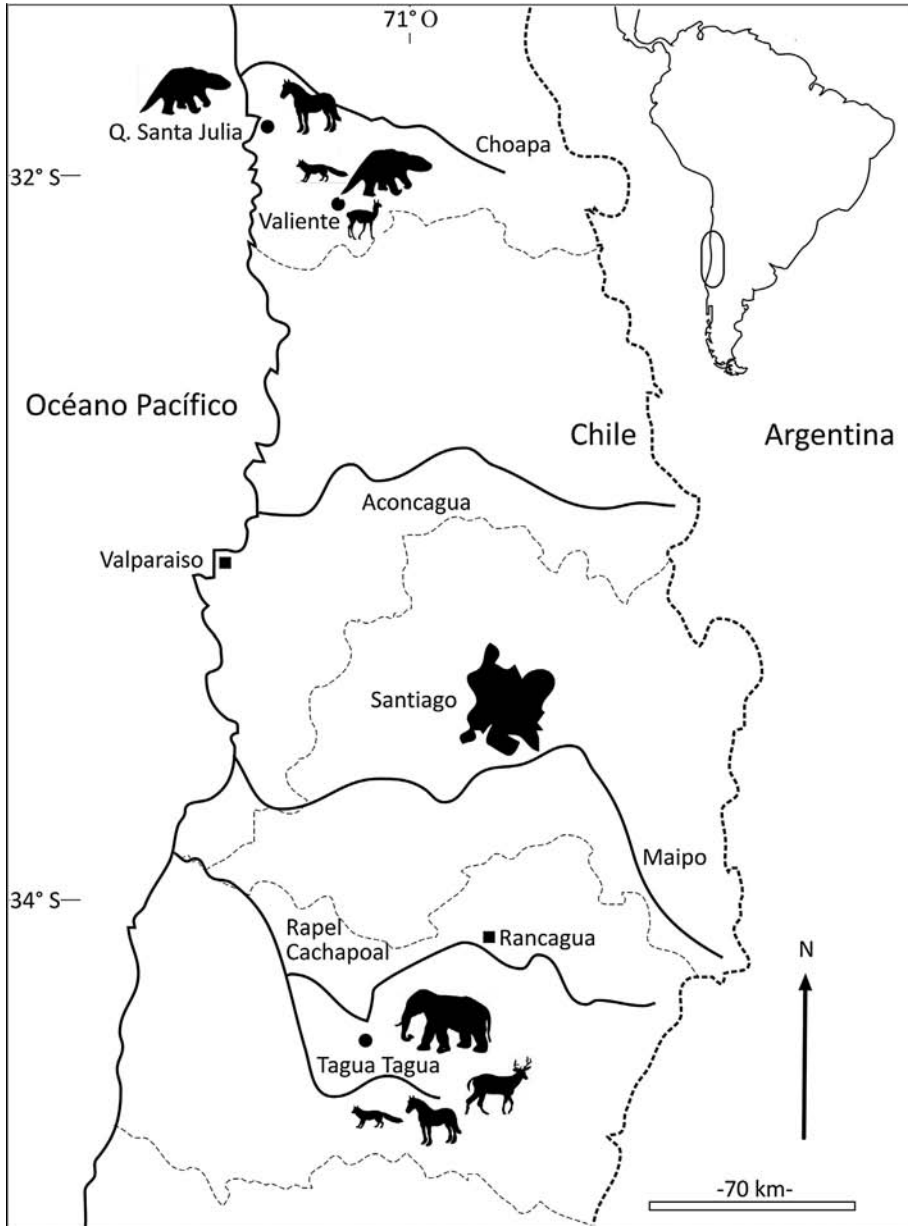 71° O
Q. Santa Julia
Choapa
32° S
Valiente
Océano Pacífico
Chile
Argentina
Aconcagua
Valparaiso
Santiago
Maipo
34° S
Rapel
Cachapoal
Rancagua
N
Tagua Tagua
-70 km-